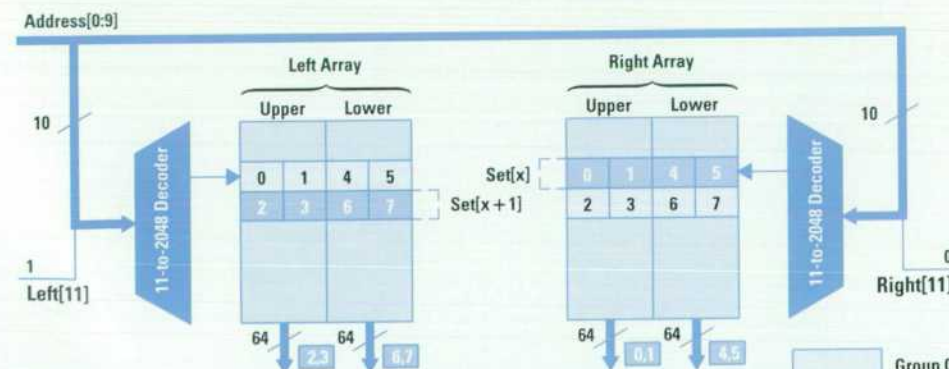 Address[0:9]
Left Array
Right Array
Upper Lower
Upper Lower
10
10
11-to-2048 Decoder
11-to-2048 Decoder
0 1 4 5
2 3 6 7
Set[x]
Set[x+1]
0 1 4 5
2 3 6 7
1
Left[11]
0
Right[11]
64 64
2,3 6,7
64 64
0,1 4,5
Group